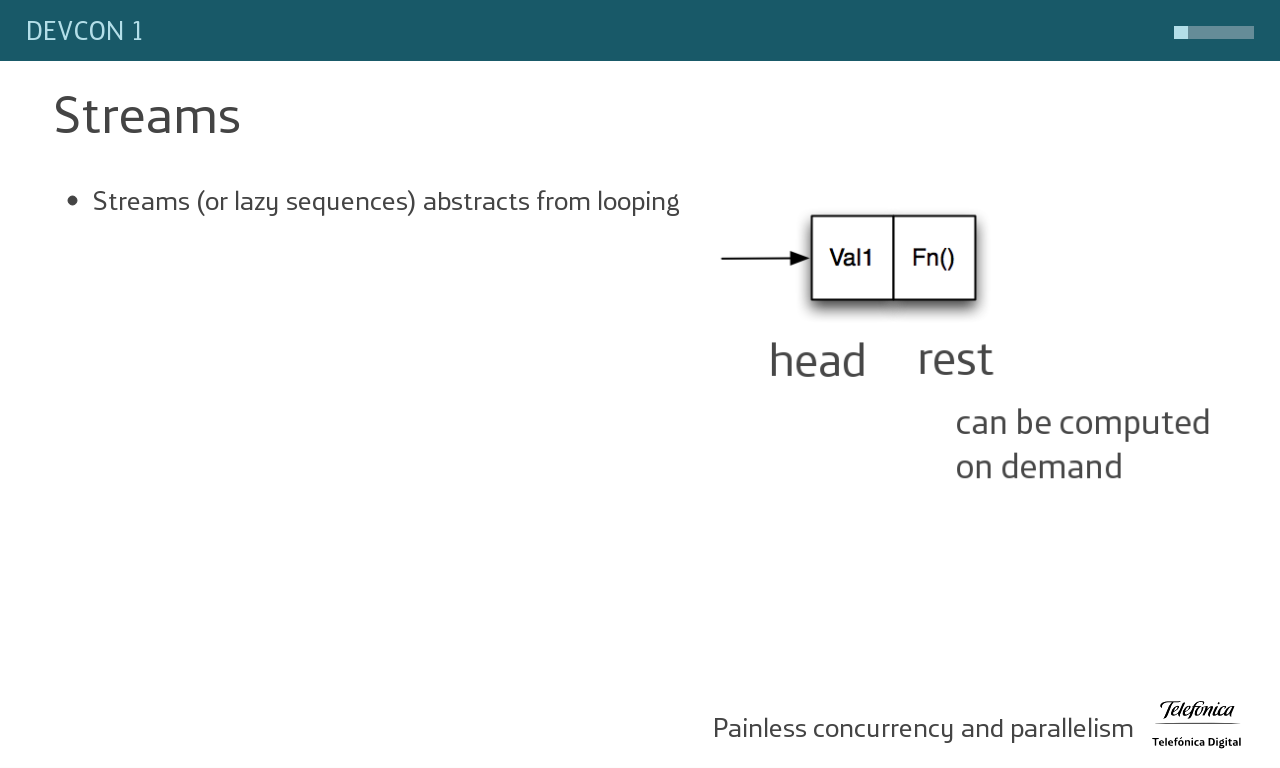 DEVCON 1
Streams
• Streams (or lazy sequences) abstracts from looping
Val1 Fn()
head rest
can be computed
on demand
Painless concurrency and parallelism
Telefónica
Telefónica Digital